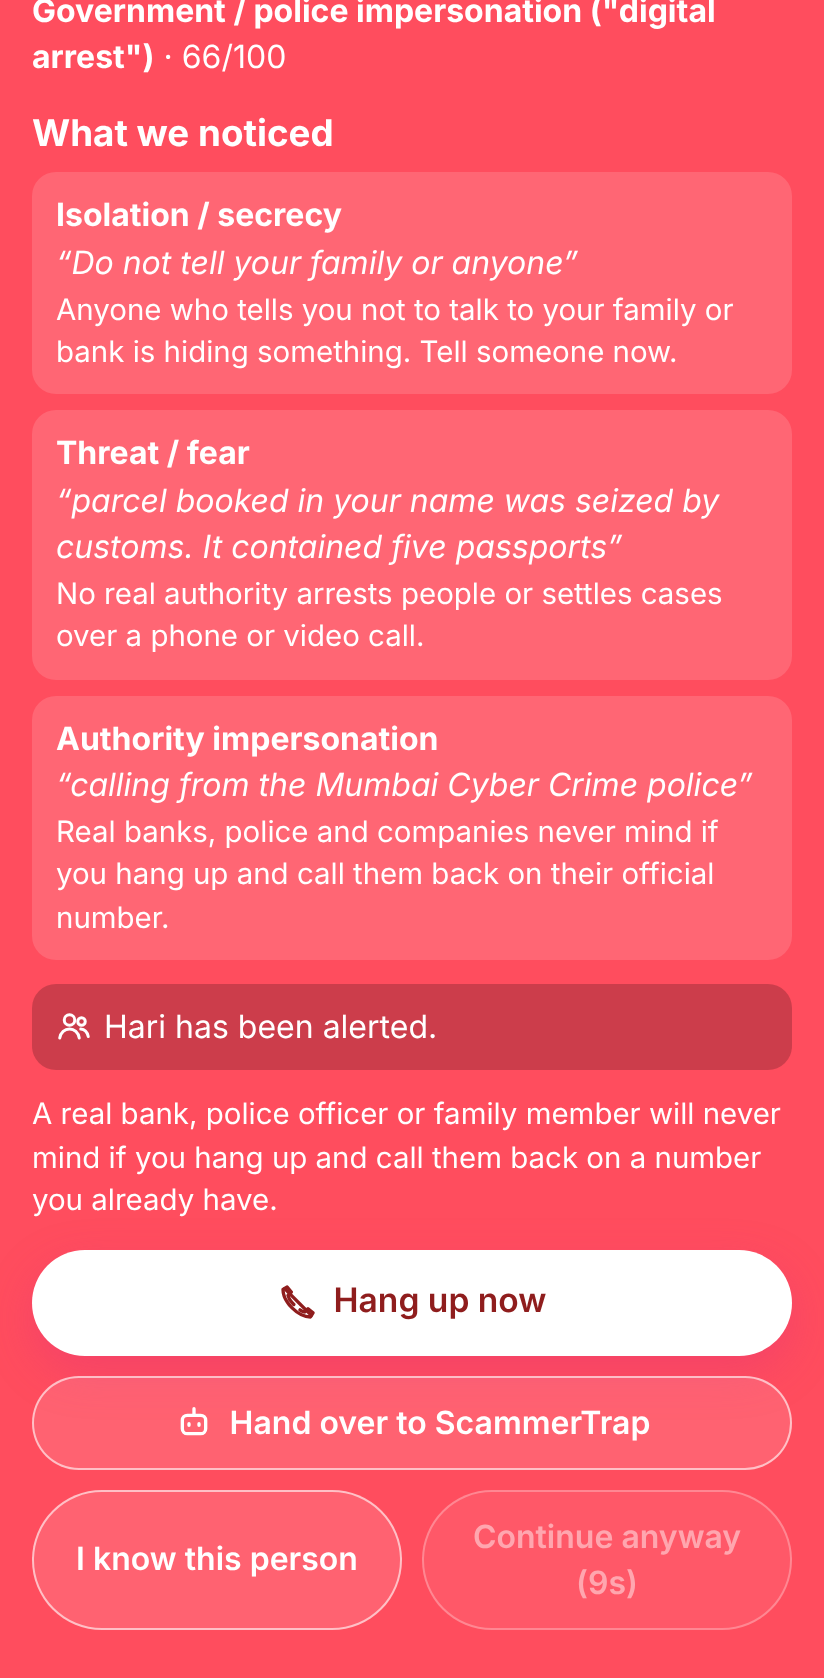 Government / police impersonation ("digital
arrest") · 66/100
What we noticed
Isolation / secrecy
“Do not tell your family or anyone”
Anyone who tells you not to talk to your family or
bank is hiding something. Tell someone now.
Threat / fear
“parcel booked in your name was seized by
customs. It contained five passports”
No real authority arrests people or settles cases
over a phone or video call.
Authority impersonation
“calling from the Mumbai Cyber Crime police”
Real banks, police and companies never mind if
you hang up and call them back on their official
number.
Hari has been alerted.
A real bank, police officer or family member will never
mind if you hang up and call them back on a number
you already have.
Hang up now
Hand over to ScammerTrap
I know this person
Continue anyway
(9s)